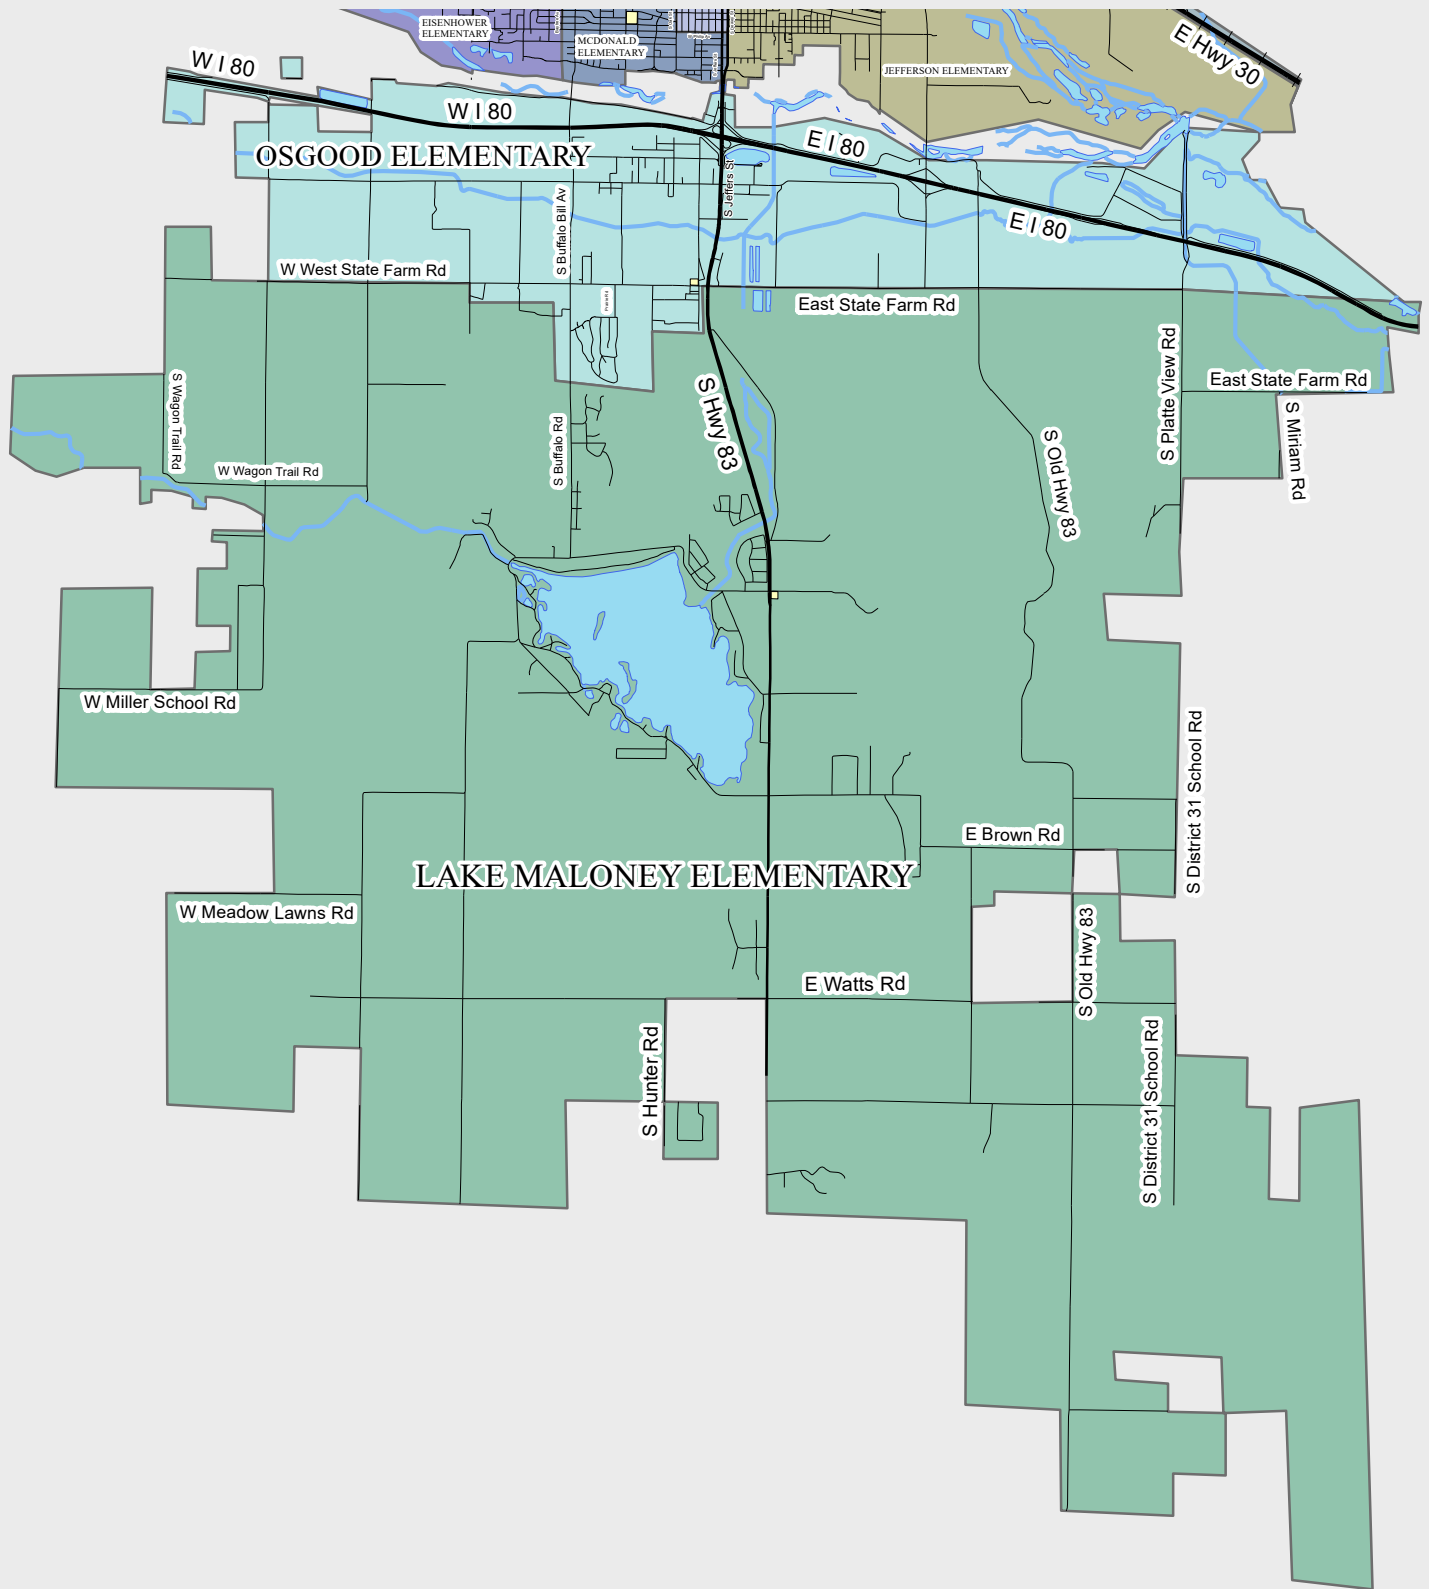 EISENHOWER
ELEMENTARY
MCDONALD
ELEMENTARY
JEFFERSON ELEMENTARY
E Hwy 30
W I 80
W I 80
E I 80
OSGOOD ELEMENTARY
S Jeffers St
S Buffalo Bill Av
E I 80
W West State Farm Rd
East State Farm Rd
S Platte View Rd
East State Farm Rd
S Miriam Rd
S Wagon Trail Rd
S Hwy 83
S Buffalo Rd
S Old Hwy 83
W Wagon Trail Rd
W Miller School Rd
S District 31 School Rd
E Brown Rd
LAKE MALONEY ELEMENTARY
W Meadow Lawns Rd
S Old Hwy 83
E Watts Rd
S Hunter Rd
S District 31 School Rd